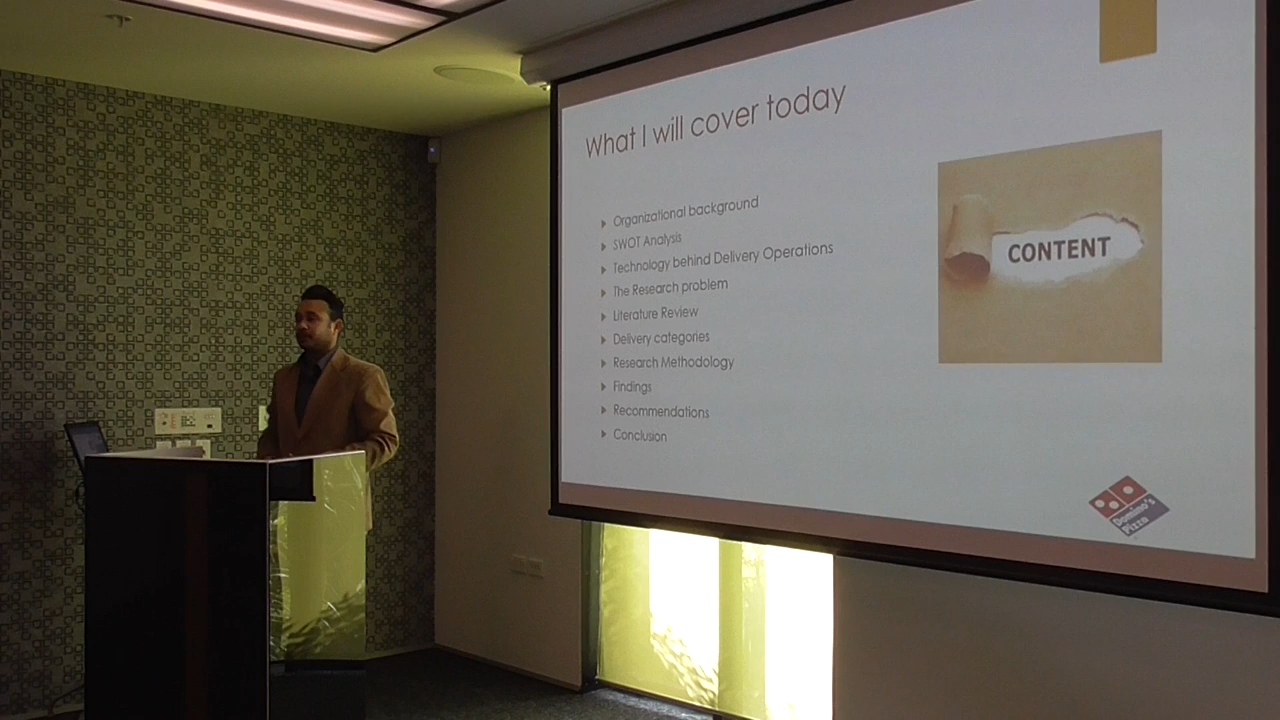 What I will cover today
Organizational background
SWOT Analysis
Technology behind Delivery Operations
The Research problem
Literature Review
Delivery categories
Research Methodology
Findings
Recommendations
Conclusion
CONTENT
Domino's
Pizza